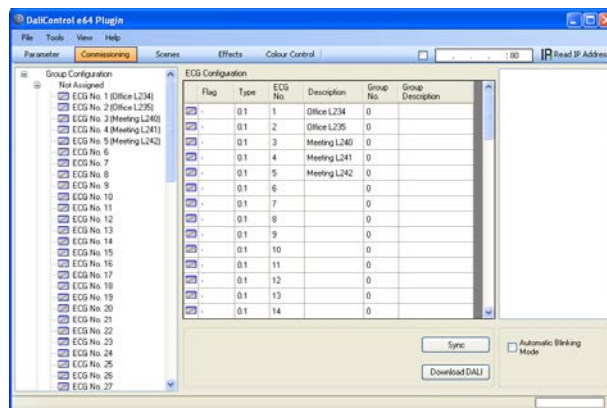 DaliControl e64 Plugin
File Tools View Help
Parameter Commissioning Scenes Effects Colour Control . . . : 80 Read IP Addres
Group Configuration
Not Assigned
ECG No. 1 (Office L234)
ECG No. 2 (Office L235)
ECG No. 3 (Meeting L240)
ECG No. 4 (Meeting L241)
ECG No. 5 (Meeting L242)
ECG No. 6
ECG No. 7
ECG No. 8
ECG No. 9
ECG No. 10
ECG No. 11
ECG No. 12
ECG No. 13
ECG No. 14
ECG No. 15
ECG No. 16
ECG No. 17
ECG No. 18
ECG No. 19
ECG No. 20
ECG No. 21
ECG No. 22
ECG No. 23
ECG No. 24
ECG No. 25
ECG No. 26
ECG No. 27
ECG Configuration
Flag Type ECG No. Description Group No. Group Description
- 0.1 1 Office L234 0
- 0.1 2 Office L235 0
- 0.1 3 Meeting L240 0
- 0.1 4 Meeting L241 0
- 0.1 5 Meeting L242 0
- 0.1 6 0
- 0.1 7 0
- 0.1 8 0
- 0.1 9 0
- 0.1 10 0
- 0.1 11 0
- 0.1 12 0
- 0.1 13 0
- 0.1 14 0
Sync
Download DALI
Automatic Blinking
Mode